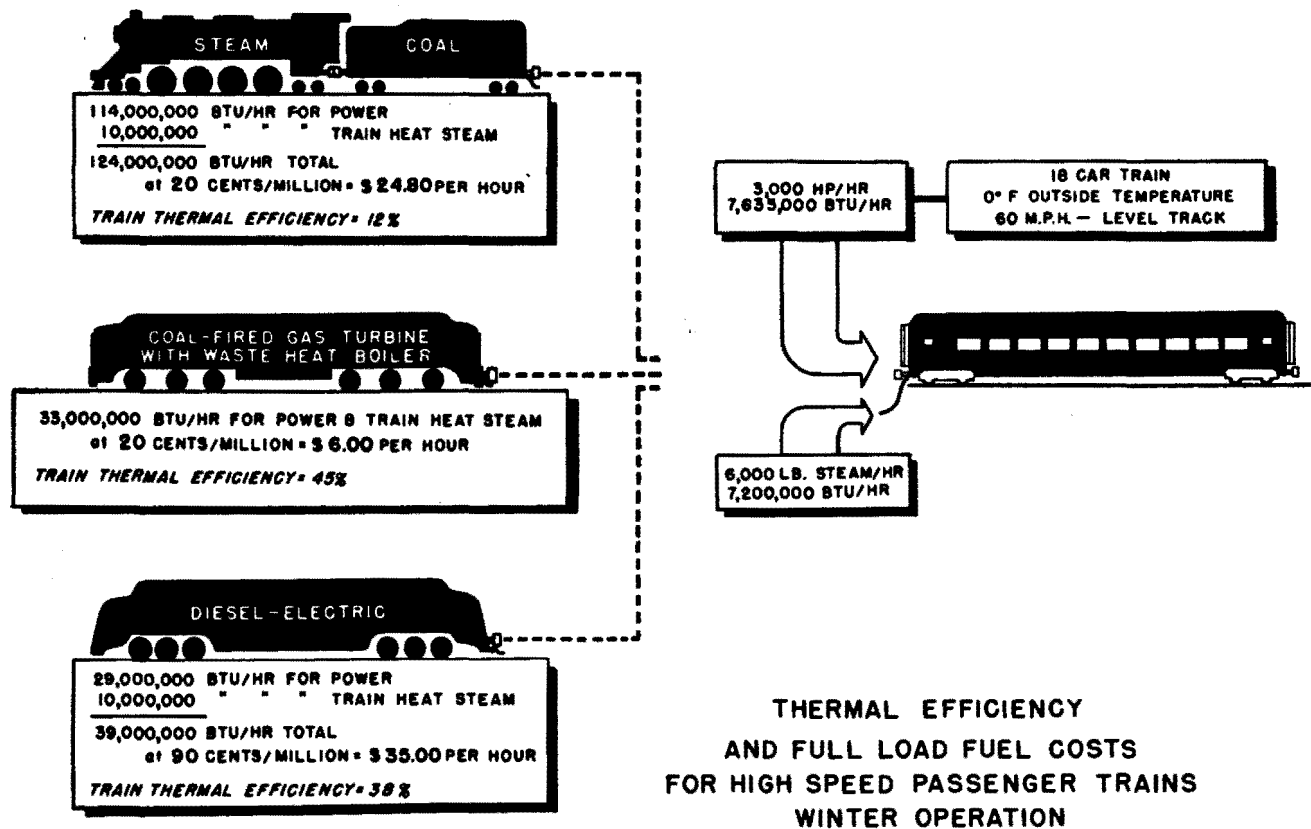 STEAM COAL
114,000,000 BTU/HR FOR POWER
10,000,000 " " " TRAIN HEAT STEAM
124,000,000 BTU/HR TOTAL
at 20 CENTS/MILLION = $24.80 PER HOUR
TRAIN THERMAL EFFICIENCY = 12%
COAL-FIRED GAS TURBINE
WITH WASTE HEAT BOILER
33,000,000 BTU/HR FOR POWER & TRAIN HEAT STEAM
at 20 CENTS/MILLION = $6.00 PER HOUR
TRAIN THERMAL EFFICIENCY = 45%
DIESEL-ELECTRIC
29,000,000 BTU/HR FOR POWER
10,000,000 " " " TRAIN HEAT STEAM
39,000,000 BTU/HR TOTAL
at 90 CENTS/MILLION = $35.00 PER HOUR
TRAIN THERMAL EFFICIENCY = 38%
3,000 HP/HR
7,635,000 BTU/HR
18 CAR TRAIN
0° F OUTSIDE TEMPERATURE
60 M.P.H. — LEVEL TRACK
6,000 LB. STEAM/HR
7,200,000 BTU/HR
THERMAL EFFICIENCY
AND FULL LOAD FUEL COSTS
FOR HIGH SPEED PASSENGER TRAINS
WINTER OPERATION